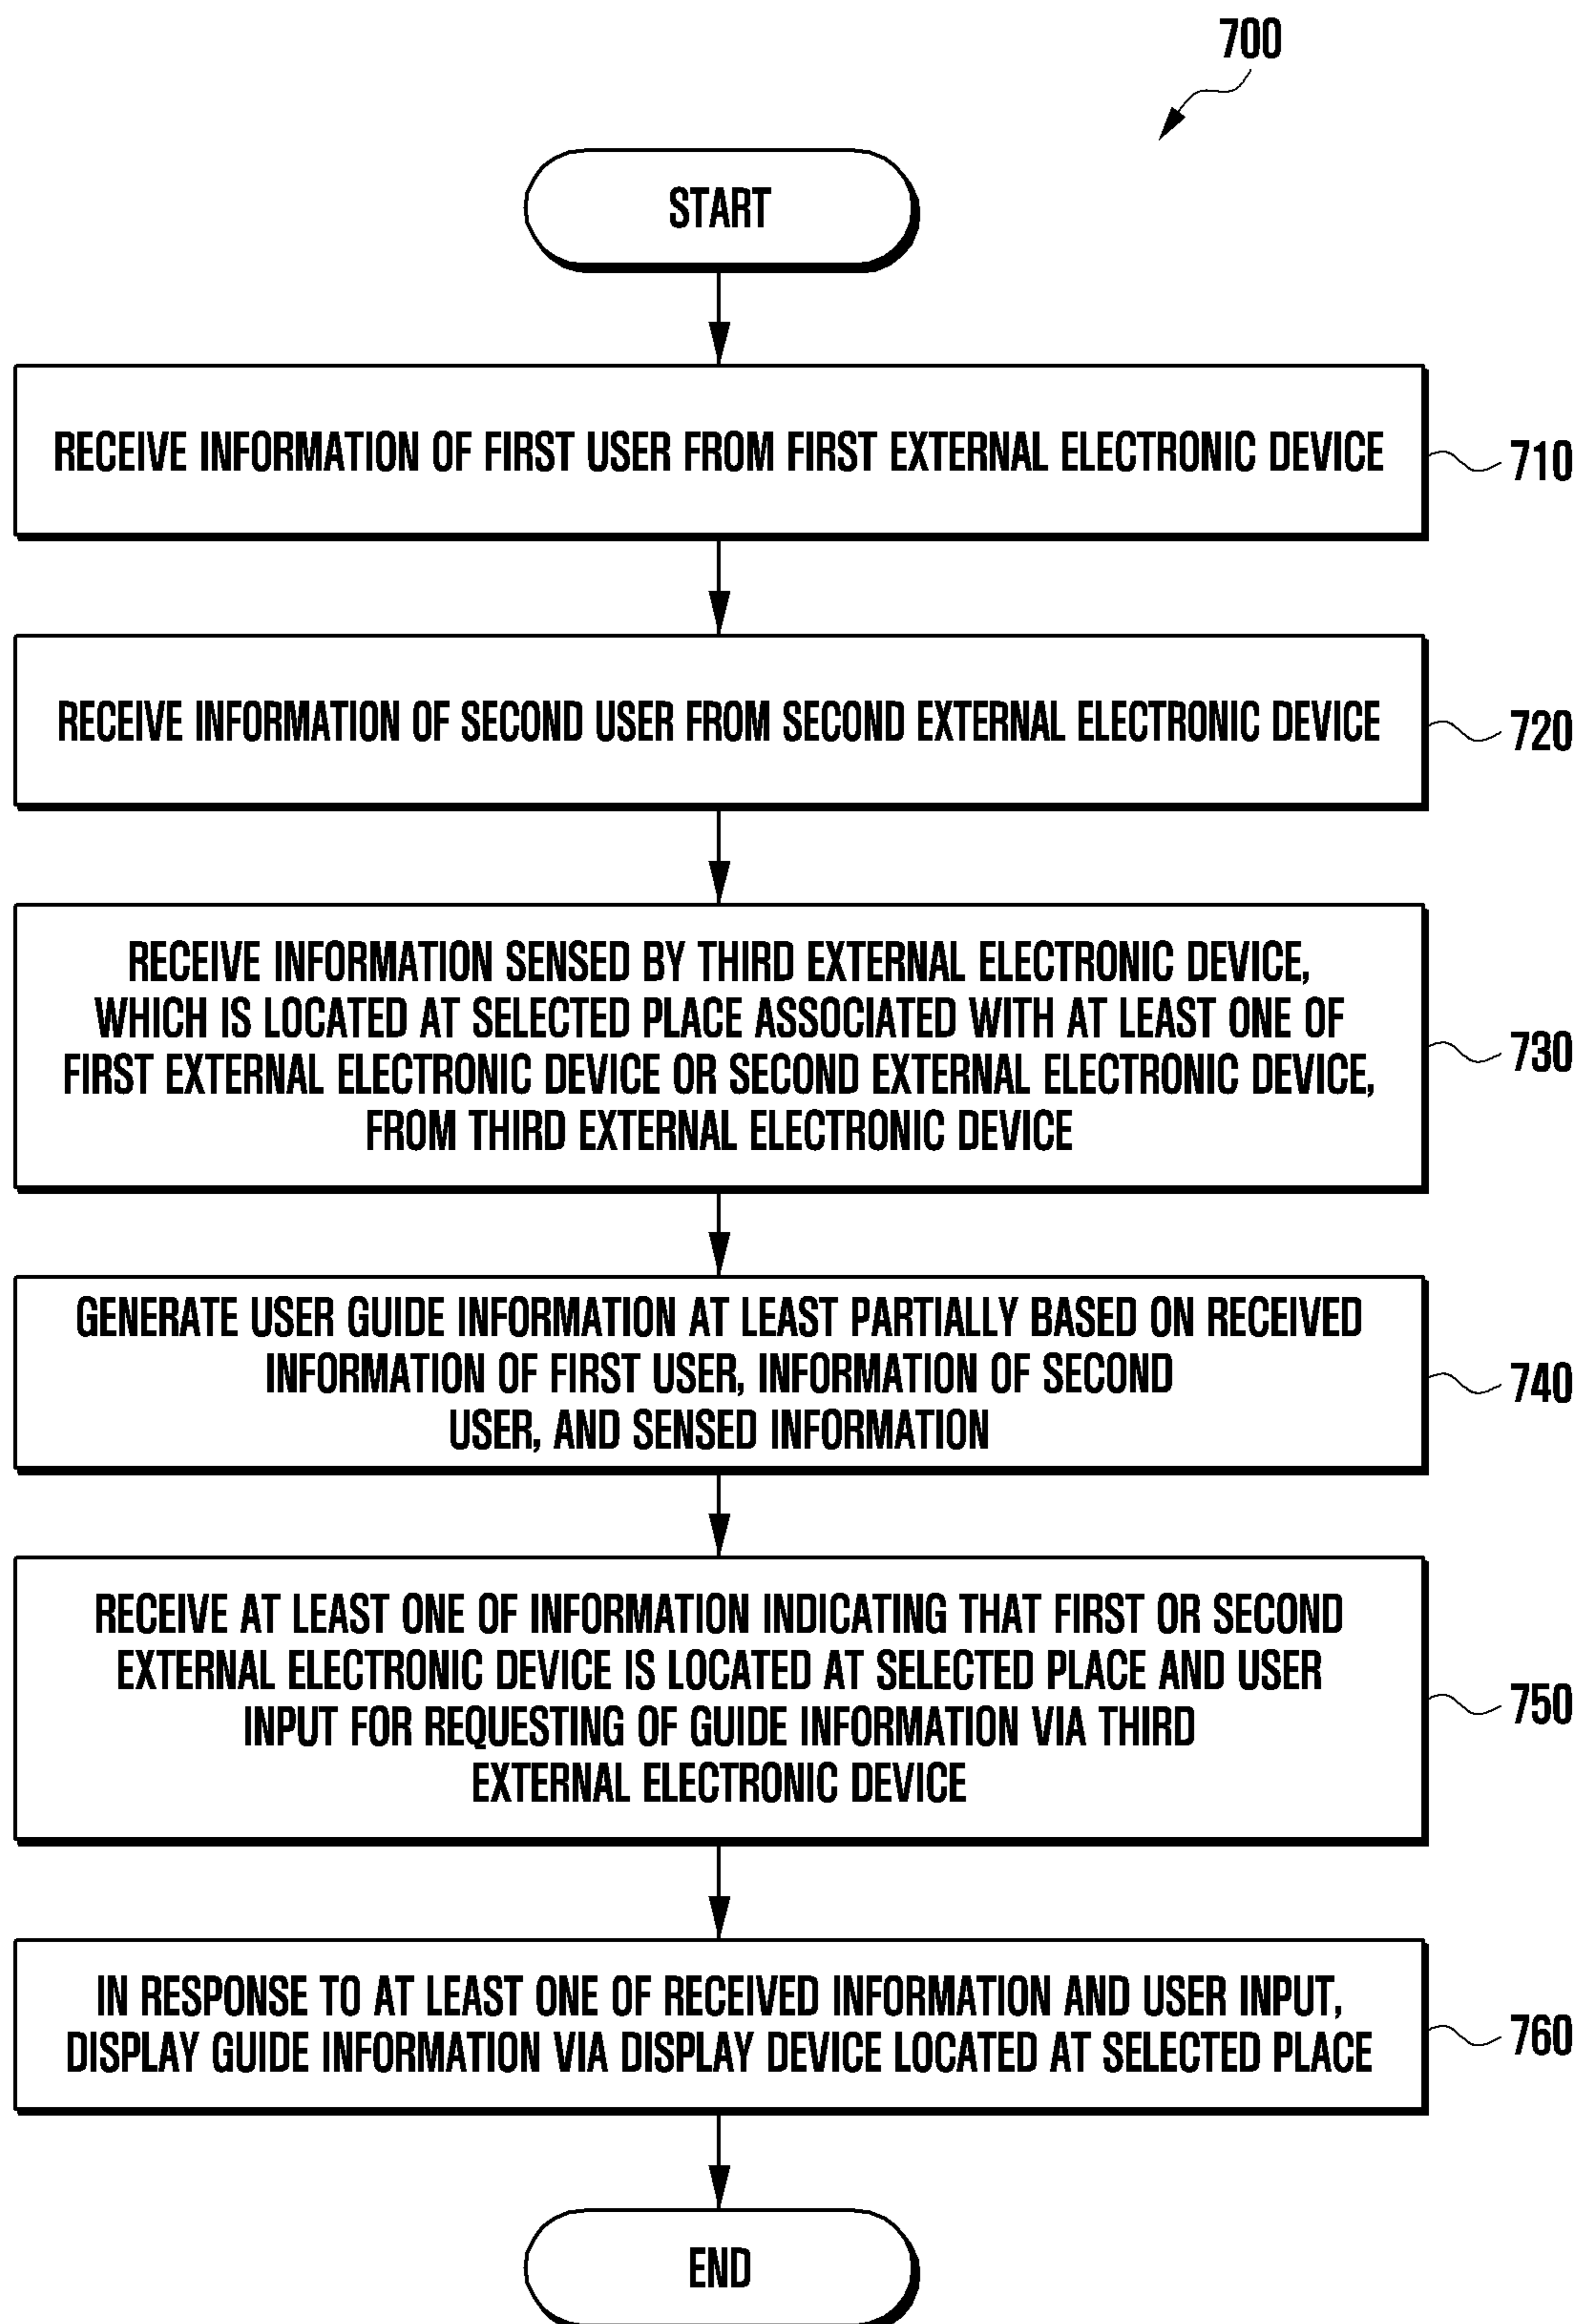 700
START
RECEIVE INFORMATION OF FIRST USER FROM FIRST EXTERNAL ELECTRONIC DEVICE
710
RECEIVE INFORMATION OF SECOND USER FROM SECOND EXTERNAL ELECTRONIC DEVICE
720
RECEIVE INFORMATION SENSED BY THIRD EXTERNAL ELECTRONIC DEVICE,
WHICH IS LOCATED AT SELECTED PLACE ASSOCIATED WITH AT LEAST ONE OF
FIRST EXTERNAL ELECTRONIC DEVICE OR SECOND EXTERNAL ELECTRONIC DEVICE,
FROM THIRD EXTERNAL ELECTRONIC DEVICE
730
GENERATE USER GUIDE INFORMATION AT LEAST PARTIALLY BASED ON RECEIVED
INFORMATION OF FIRST USER, INFORMATION OF SECOND
USER, AND SENSED INFORMATION
740
RECEIVE AT LEAST ONE OF INFORMATION INDICATING THAT FIRST OR SECOND
EXTERNAL ELECTRONIC DEVICE IS LOCATED AT SELECTED PLACE AND USER
INPUT FOR REQUESTING OF GUIDE INFORMATION VIA THIRD
EXTERNAL ELECTRONIC DEVICE
750
IN RESPONSE TO AT LEAST ONE OF RECEIVED INFORMATION AND USER INPUT,
DISPLAY GUIDE INFORMATION VIA DISPLAY DEVICE LOCATED AT SELECTED PLACE
760
END